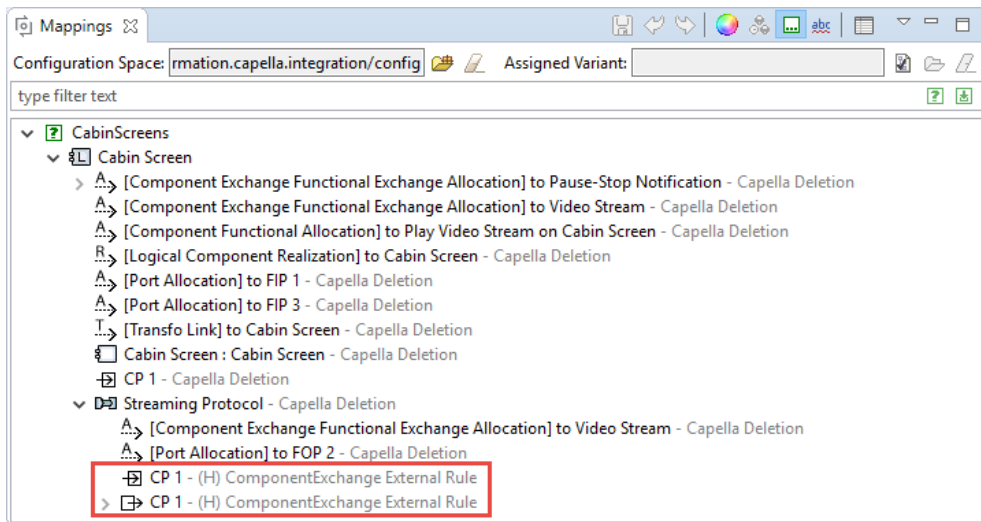 Mappings
abc
Configuration Space: rmation.capella.integration/config Assigned Variant:
type filter text
CabinScreens
Cabin Screen
[Component Exchange Functional Exchange Allocation] to Pause-Stop Notification - Capella Deletion
[Component Exchange Functional Exchange Allocation] to Video Stream - Capella Deletion
[Component Functional Allocation] to Play Video Stream on Cabin Screen - Capella Deletion
[Logical Component Realization] to Cabin Screen - Capella Deletion
[Port Allocation] to FIP 1 - Capella Deletion
[Port Allocation] to FIP 3 - Capella Deletion
[Transfo Link] to Cabin Screen - Capella Deletion
Cabin Screen : Cabin Screen - Capella Deletion
CP 1 - Capella Deletion
Streaming Protocol - Capella Deletion
[Component Exchange Functional Exchange Allocation] to Video Stream - Capella Deletion
[Port Allocation] to FOP 2 - Capella Deletion
CP 1 - (H) ComponentExchange External Rule
CP 1 - (H) ComponentExchange External Rule